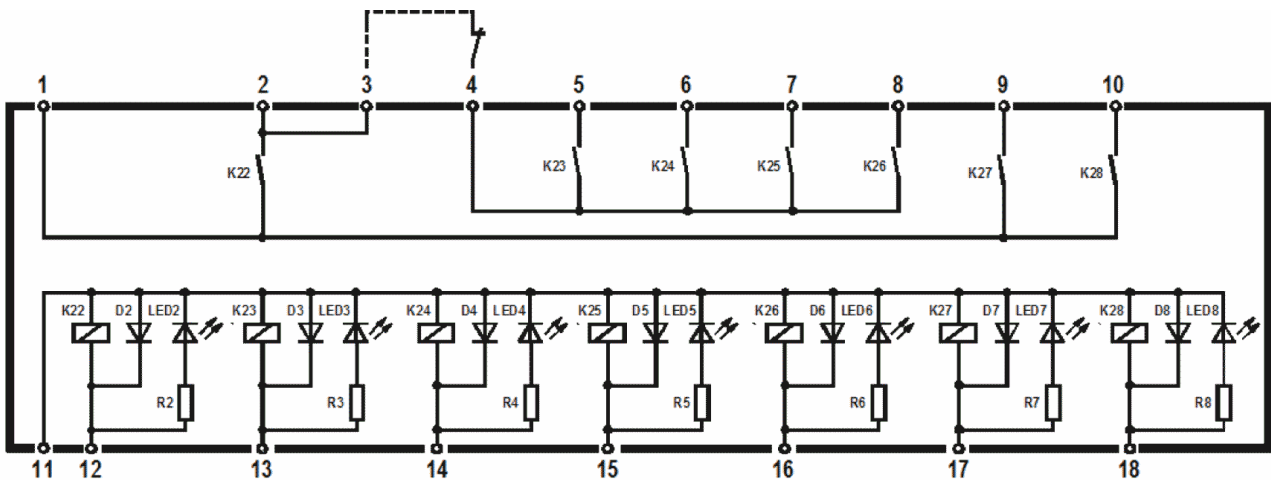 1 2 3 4 5 6 7 8 9 10
K22 K23 K24 K25 K26 K27 K28
K22 D2 LED2 K23 D3 LED3 K24 D4 LED4 K25 D5 LED5 K26 D6 LED6 K27 D7 LED7 K28 D8 LED8
R2 R3 R4 R5 R6 R7 R8
11 12 13 14 15 16 17 18